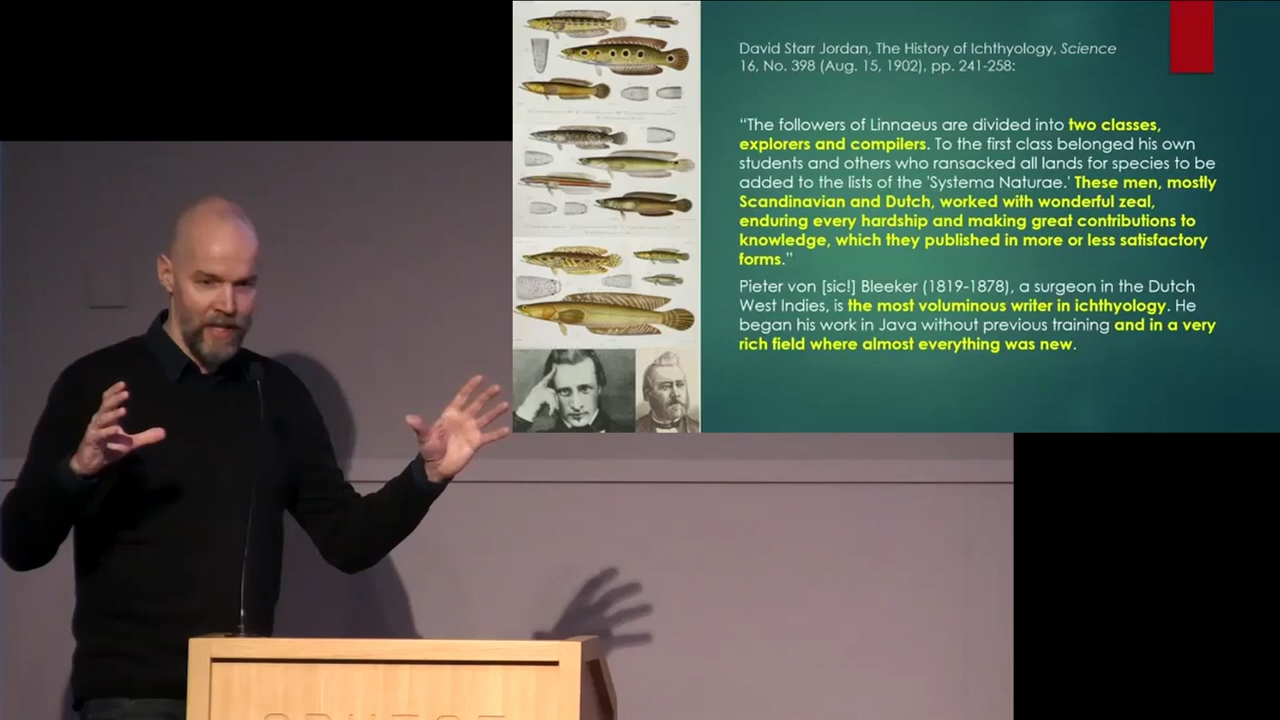 David Starr Jordan, The History of Ichthyology, Science
16, No. 398 (Aug. 15, 1902), pp. 241-258:
“The followers of Linnaeus are divided into two classes,
explorers and compilers. To the first class belonged his own
students and others who ransacked all lands for species to be
added to the lists of the 'Systema Naturae.' These men, mostly
Scandinavian and Dutch, worked with wonderful zeal,
enduring every hardship and making great contributions to
knowledge, which they published in more or less satisfactory
forms.”
Pieter von [sic!] Bleeker (1819-1878), a surgeon in the Dutch
West Indies, is the most voluminous writer in ichthyology. He
began his work in Java without previous training and in a very
rich field where almost everything was new.